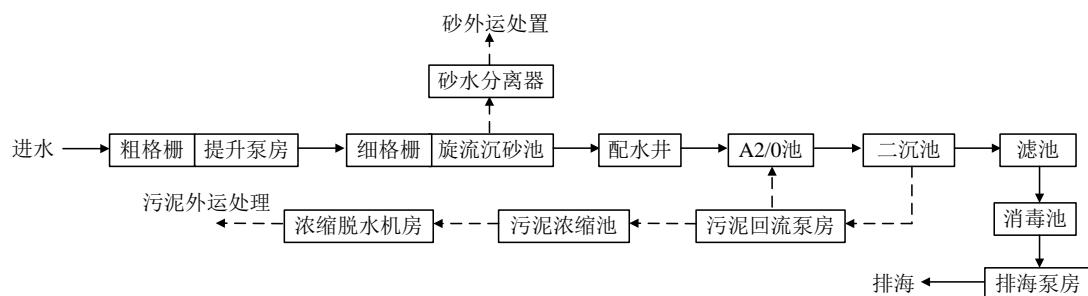 砂外运处置
砂水分离器
进水
粗格栅
提升泵房
细格栅
旋流沉砂池
配水井
A2/0池
二沉池
滤池
污泥外运处理
浓缩脱水机房
污泥浓缩池
污泥回流泵房
消毒池
排海
排海泵房